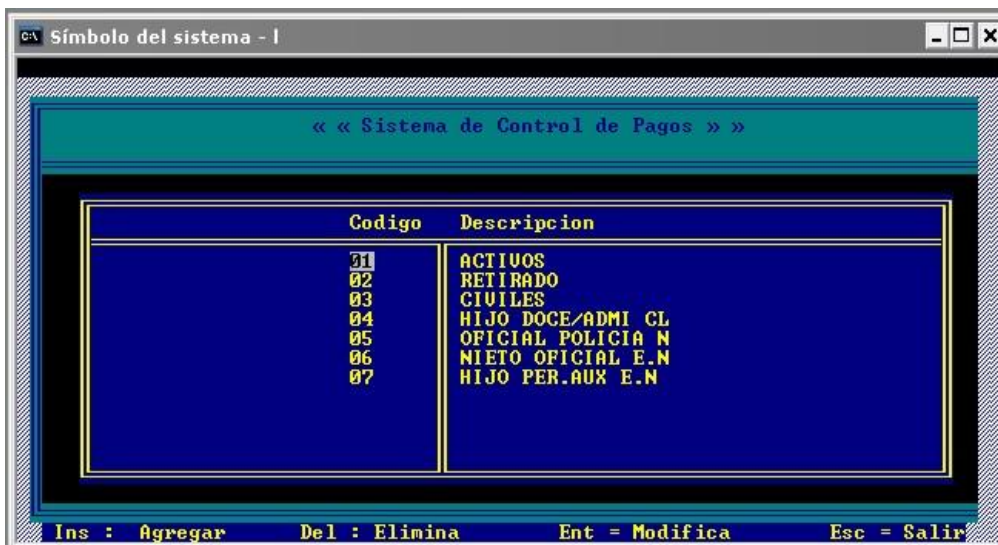 Símbolo del sistema - l
« « Sistema de Control de Pagos » »
Codigo Descripcion
01 ACTIVOS
02 RETIRADO
03 CIVILES
04 HIJO DOCE/ADMI CL
05 OFICIAL POLICIA N
06 NIETO OFICIAL E.N
07 HIJO PER.AUX E.N
Ins : Agregar Del : Elimina Ent = Modifica Esc = Salir